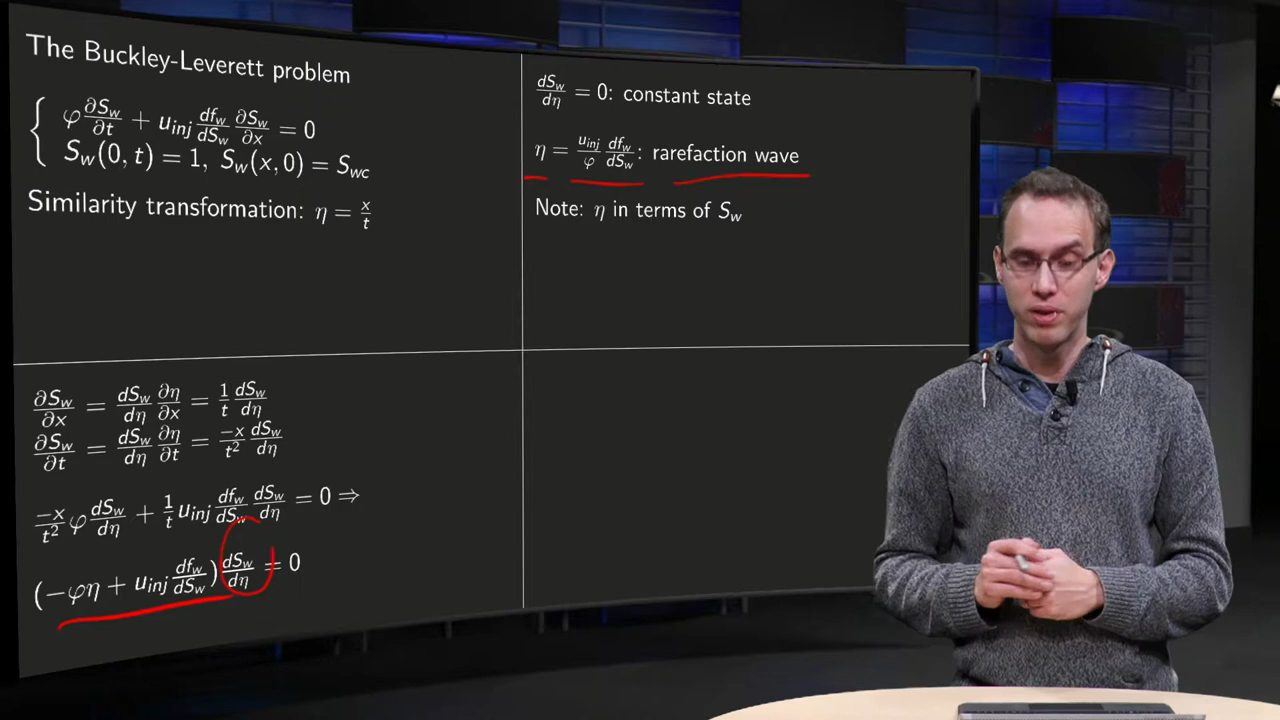 The Buckley-Leverett problem
φ ∂S_w/∂t + u_inj df_w/dS_w ∂S_w/∂x = 0
S_w(0, t) = 1, S_w(x, 0) = S_wc
Similarity transformation: η = x/t
dS_w/dη = 0: constant state
η = u_inj/φ df_w/dS_w: rarefaction wave
Note: η in terms of S_w
∂S_w/∂x = dS_w/dη ∂η/∂x = 1/t dS_w/dη
∂S_w/∂t = dS_w/dη ∂η/∂t = −x/t² dS_w/dη
−x/t² φ dS_w/dη + 1/t u_inj df_w/dS_w dS_w/dη = 0 ⇒
(−φη + u_inj df_w/dS_w) dS_w/dη = 0